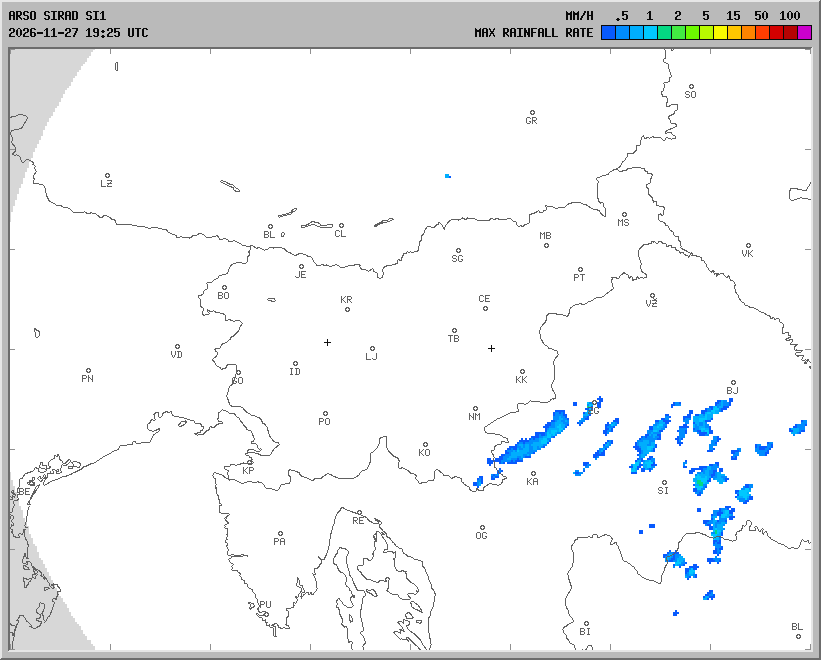 ARSO SIRAD SI1 MM/H .5 1 2 5 15 50 100
2026-11-27 19:25 UTC MAX RAINFALL RATE
SO
GR
LZ
MS
BL CL
MB
VK
SG
JE
PT
BO
KR CE
VZ
TB
VD LJ
ID
PN GO KK
BJ
NM
PO
KO
KP
KA
BE SI
RE
PA OG
PU
BI BL